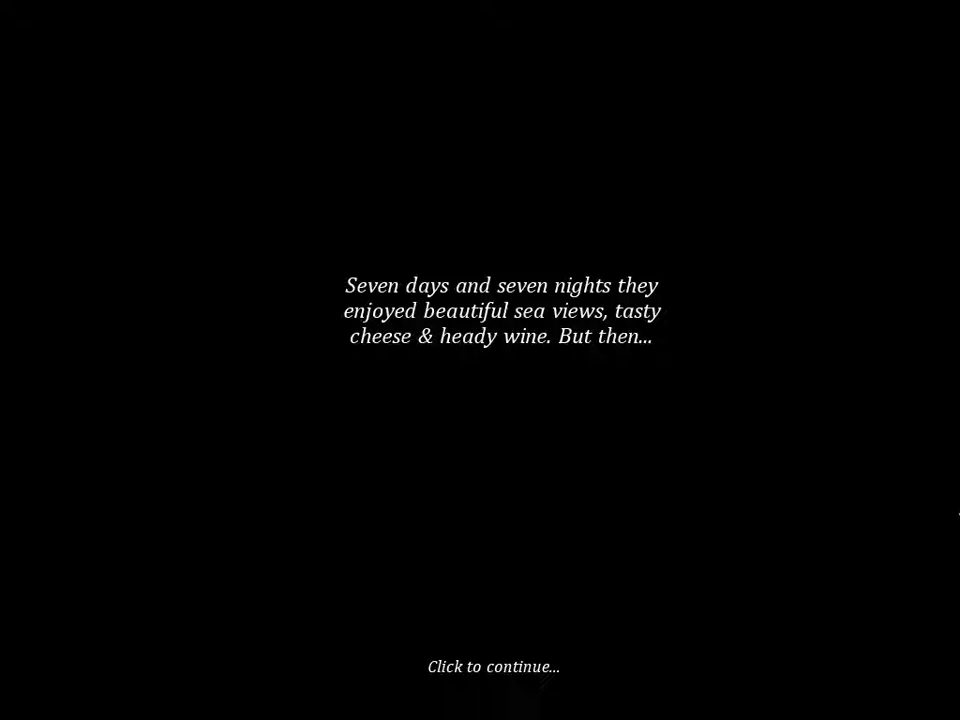 Seven days and seven nights they
enjoyed beautiful sea views, tasty
cheese & heady wine. But then...
Click to continue...